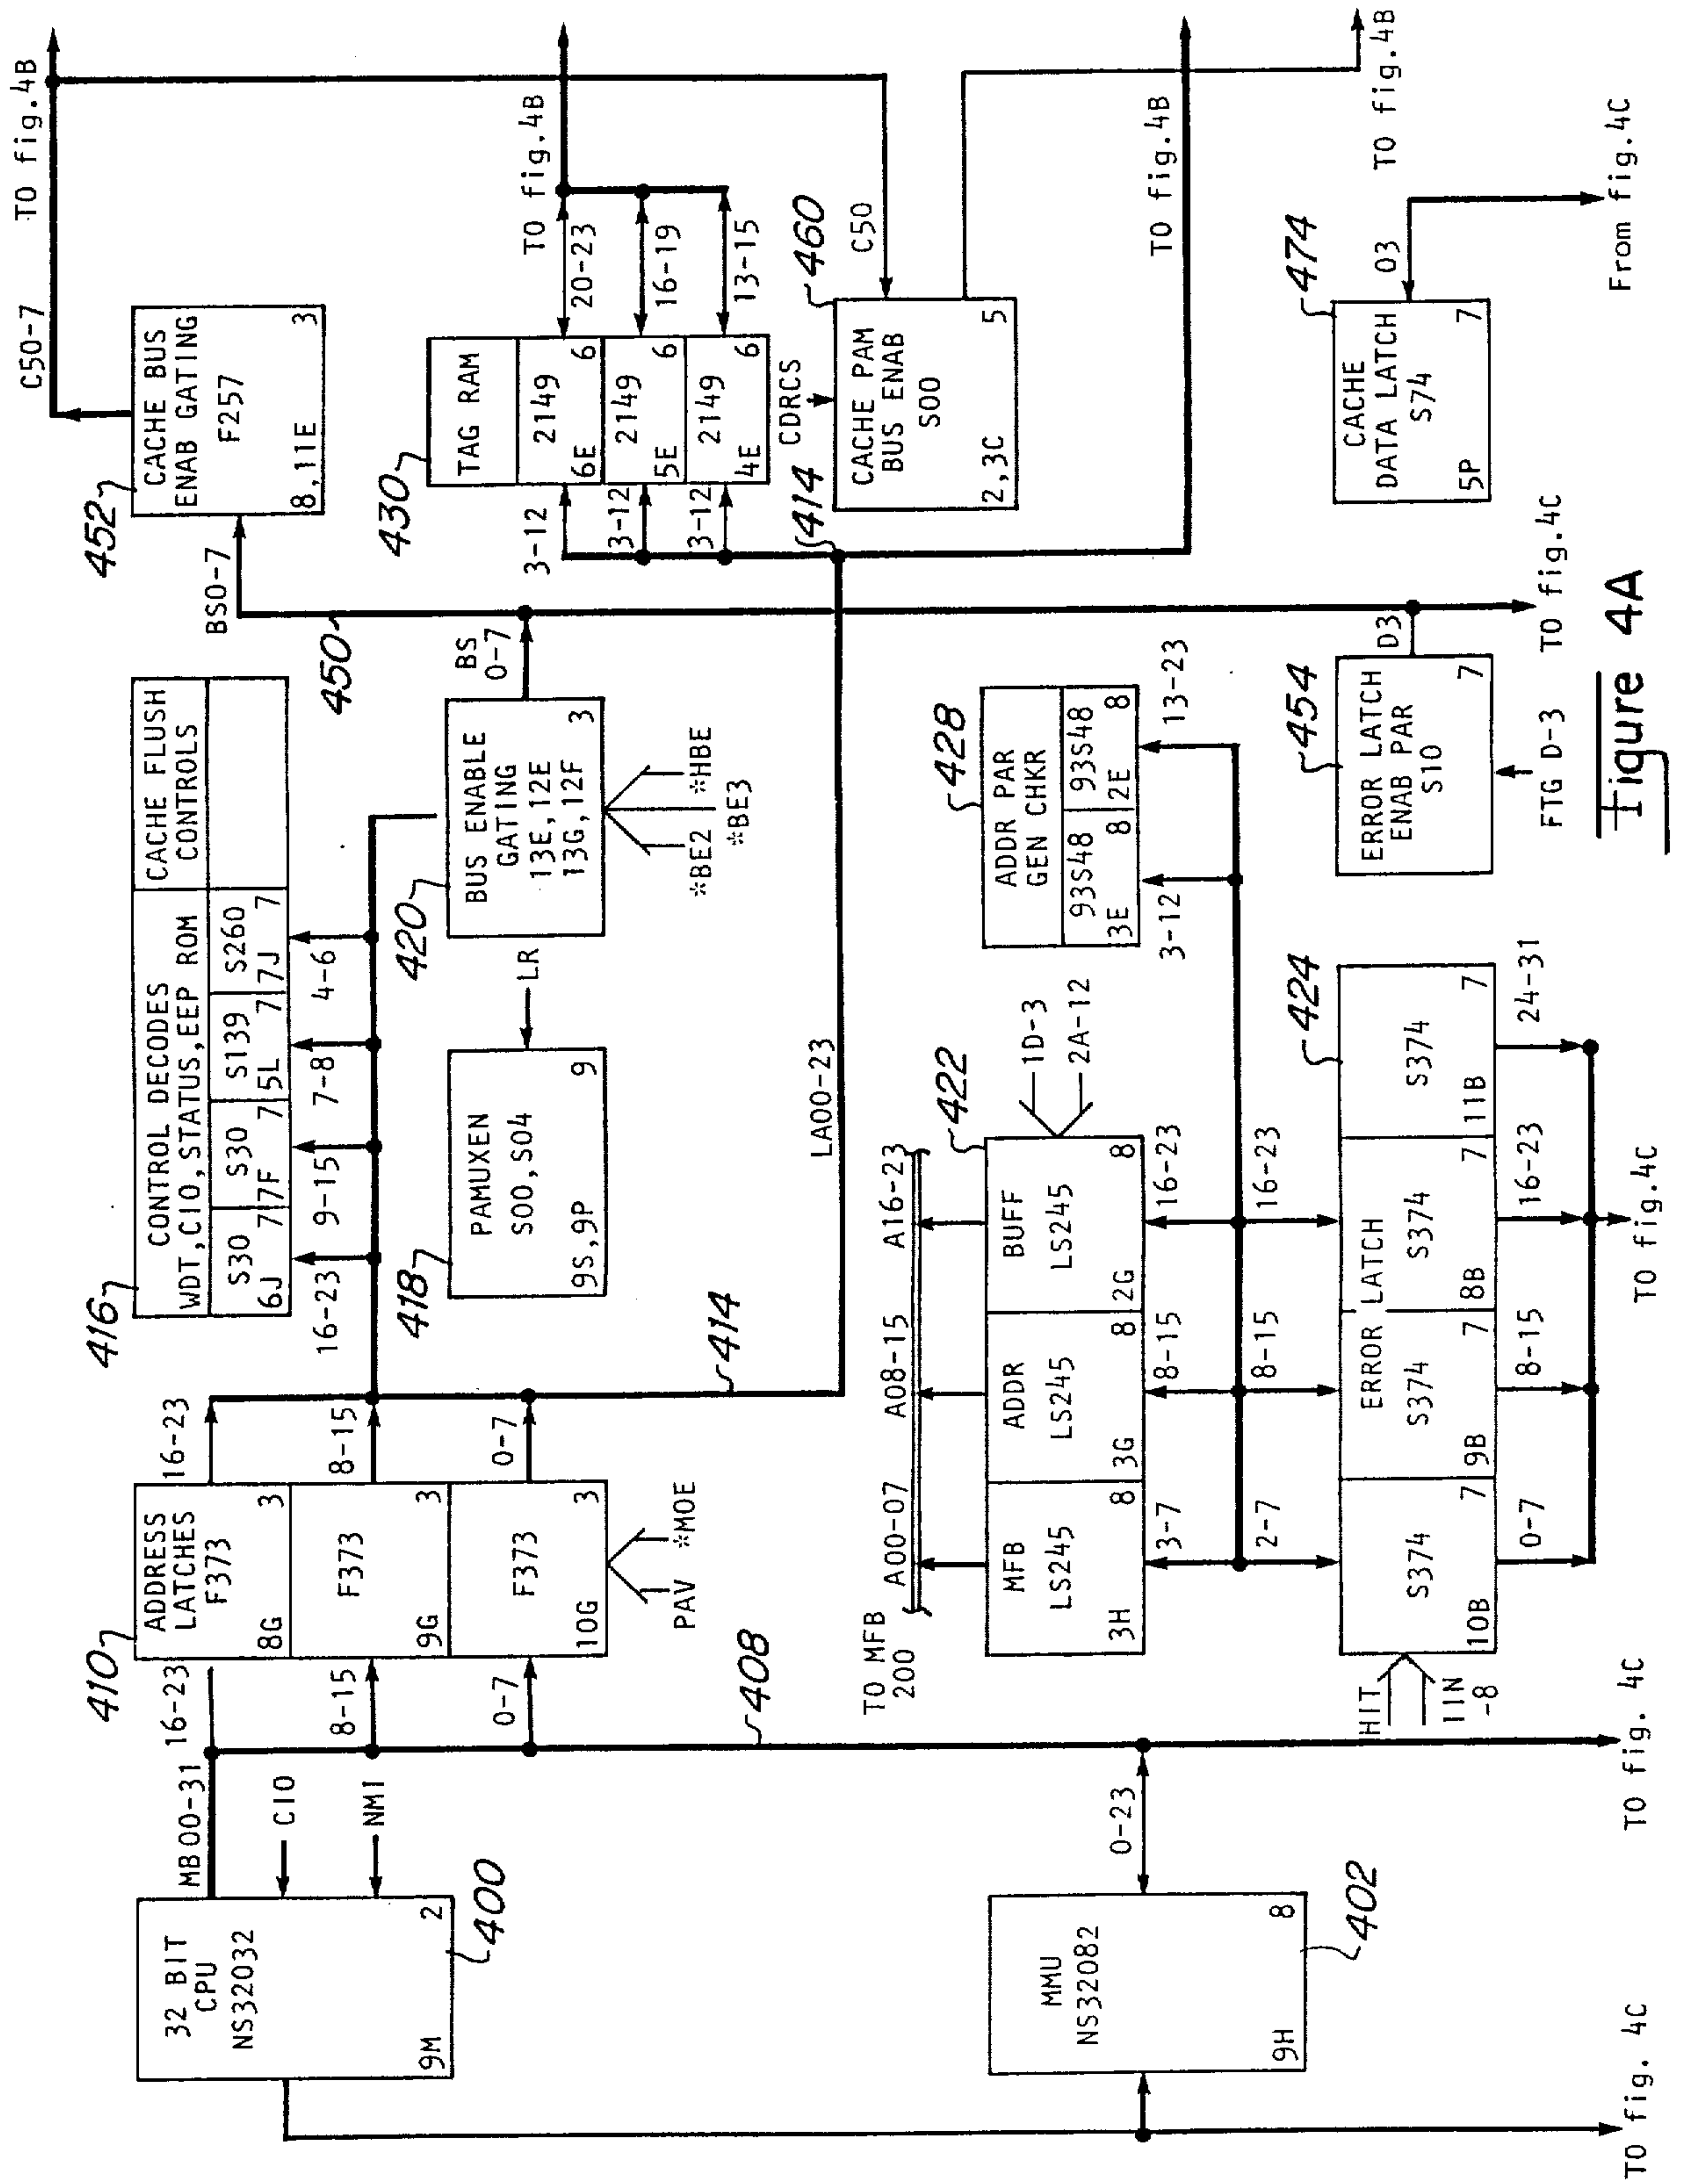 32 BIT
CPU
NS32032
9M
2
400
MB00-31
CIO
NMI
16-23
8-15
0-7
408
410
ADDRESS
LATCHES
F373
8G
3
F373
9G
3
F373
10G
3
PAV
*MOE
16-23
8-15
0-7
414
LA00-23
416
CONTROL DECODES
WDT,CIO,STATUS,EEP ROM
CACHE FLUSH
CONTROLS
S30
6J
7
S30
7F
7
S139
5L
7
S260
7J
7
16-23
9-15
7-8
4-6
418
PAMUXEN
S00,S04
9S,9P
9
LR
420
BUS ENABLE
GATING
13E,12E
13G,12F
3
*BE2
*BE3
*HBE
BS
0-7
450
BS0-7
452
CACHE BUS
ENAB GATING
F257
8,11E
3
C50-7
TO fig.4B
430
TAG RAM
2149
6E
6
2149
5E
6
2149
4E
6
3-12
3-12
3-12
20-23
16-19
13-15
TO fig.4B
414
CDRCS
460
CACHE PAM
BUS ENAB
S00
2,3C
5
C50
TO fig.4B
TO fig.4B
MMU
NS32082
9H
8
402
0-23
TO MFB
200
A00-07
A08-15
A16-23
422
MFB
LS245
3H
8
ADDR
LS245
3G
8
BUFF
LS245
2G
8
1D-3
2A-12
3-7
8-15
16-23
2-7
8-15
16-23
428
ADDR PAR
GEN CHKR
93S48
3E
8
93S48
2E
8
3-12
13-23
424
ERROR LATCH
S374
10B
7
S374
9B
7
S374
8B
7
S374
11B
7
HIT
IIN
-8
0-7
8-15
16-23
24-31
454
ERROR LATCH
ENAB PAR
S10
7
D3
FTG D-3
474
CACHE
DATA LATCH
S74
5P
7
03
TO fig. 4C
TO fig. 4C
TO fig.4C
TO fig.4C
From fig.4C
Figure 4A